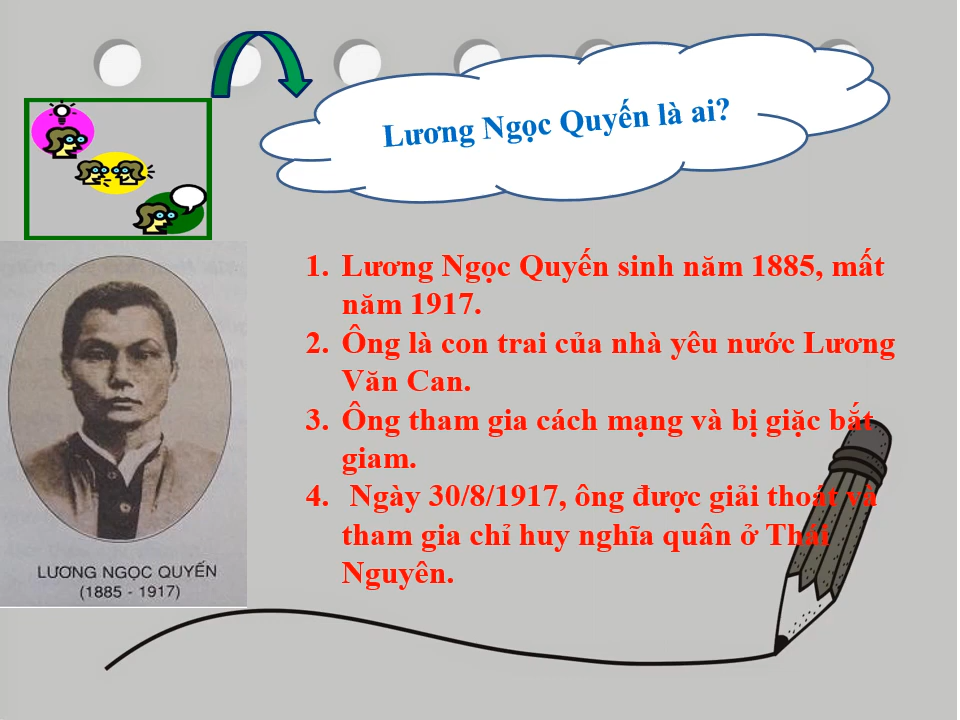 Lương Ngọc Quyến là ai?
1. Lương Ngọc Quyến sinh năm 1885, mất
năm 1917.
2. Ông là con trai của nhà yêu nước Lương
Văn Can.
3. Ông tham gia cách mạng và bị giặc bắt
giam.
4. Ngày 30/8/1917, ông được giải thoát và
tham gia chỉ huy nghĩa quân ở Thái
Nguyên.
LƯƠNG NGỌC QUYẾN
(1885 - 1917)